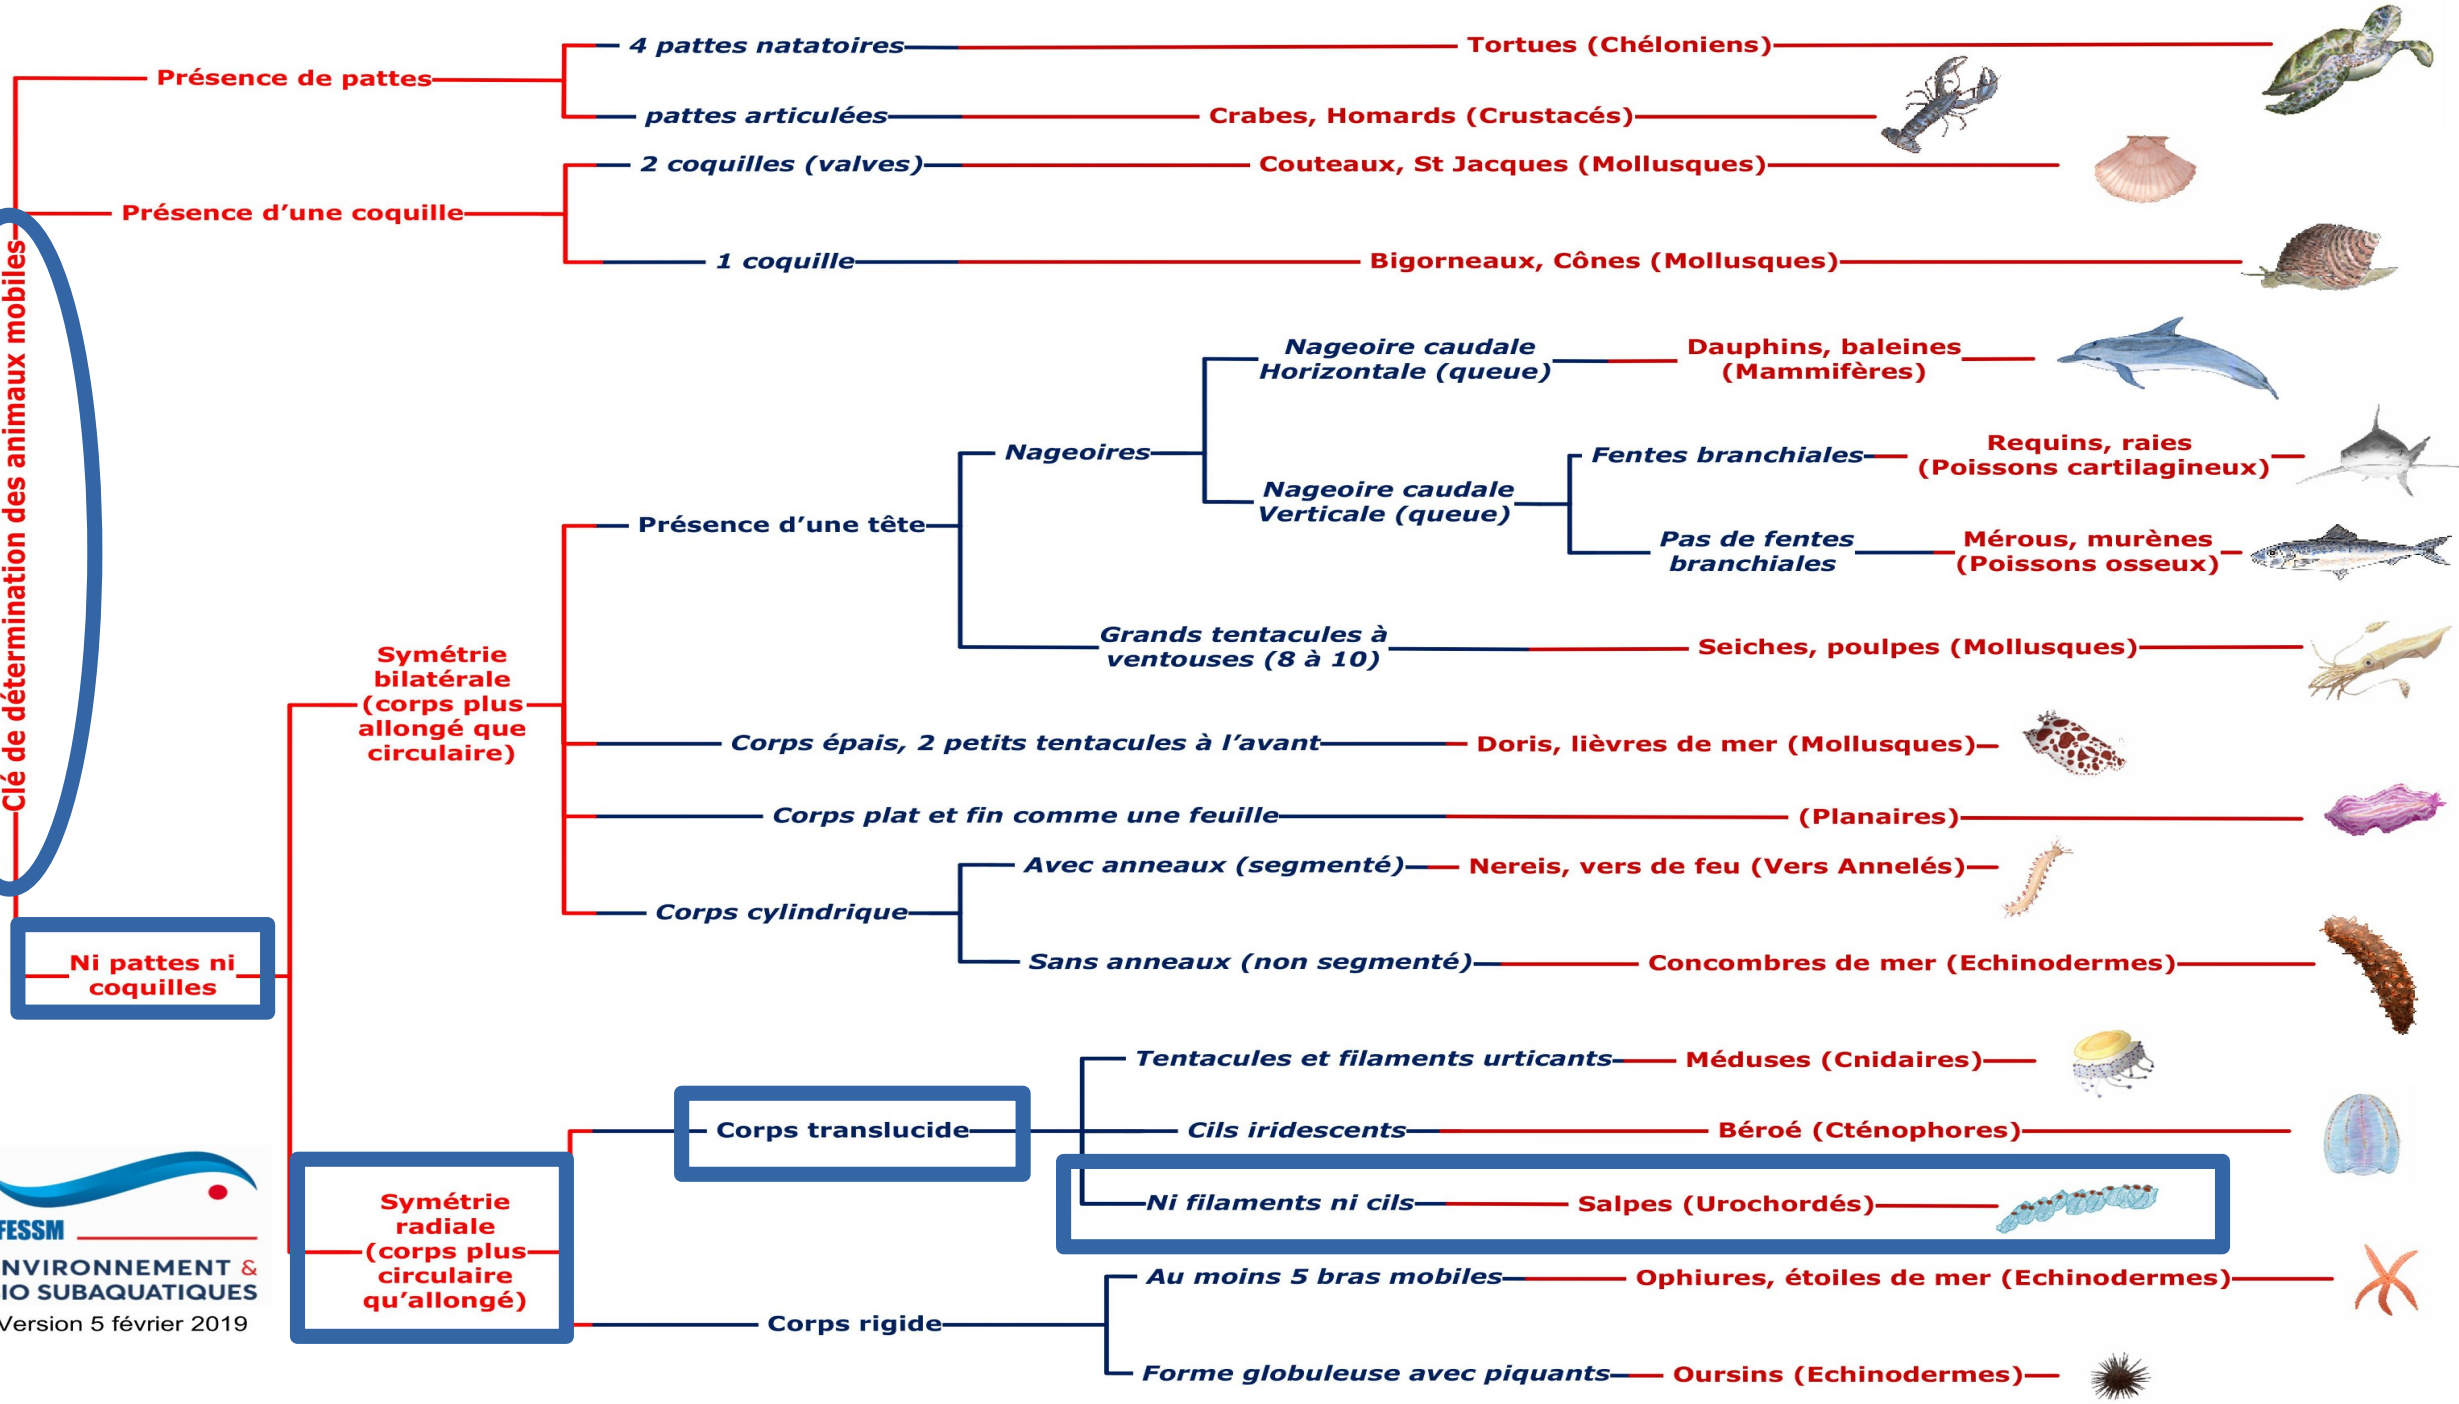 Clé de détermination des animaux mobiles
Présence de pattes
4 pattes natatoires
Tortues (Chéloniens)
pattes articulées
Crabes, Homards (Crustacés)
Présence d’une coquille
2 coquilles (valves)
Couteaux, St Jacques (Mollusques)
1 coquille
Bigorneaux, Cônes (Mollusques)
Ni pattes ni
coquilles
Symétrie
bilatérale
(corps plus
allongé que
circulaire)
Présence d’une tête
Nageoires
Nageoire caudale
Horizontale (queue)
Dauphins, baleines
(Mammifères)
Nageoire caudale
Verticale (queue)
Fentes branchiales
Requins, raies
(Poissons cartilagineux)
Pas de fentes
branchiales
Mérous, murènes
(Poissons osseux)
Grands tentacules à
ventouses (8 à 10)
Seiches, poulpes (Mollusques)
Corps épais, 2 petits tentacules à l’avant
Doris, lièvres de mer (Mollusques)
Corps plat et fin comme une feuille
(Planaires)
Corps cylindrique
Avec anneaux (segmenté)
Nereis, vers de feu (Vers Annelés)
Sans anneaux (non segmenté)
Concombres de mer (Echinodermes)
Symétrie
radiale
(corps plus
circulaire
qu’allongé)
Corps translucide
Tentacules et filaments urticants
Méduses (Cnidaires)
Cils iridescents
Béroé (Cténophores)
Ni filaments ni cils
Salpes (Urochordés)
Corps rigide
Au moins 5 bras mobiles
Ophiures, étoiles de mer (Echinodermes)
Forme globuleuse avec piquants
Oursins (Echinodermes)
FESSM
NVIRONNEMENT &
IO SUBAQUATIQUES
Version 5 février 2019